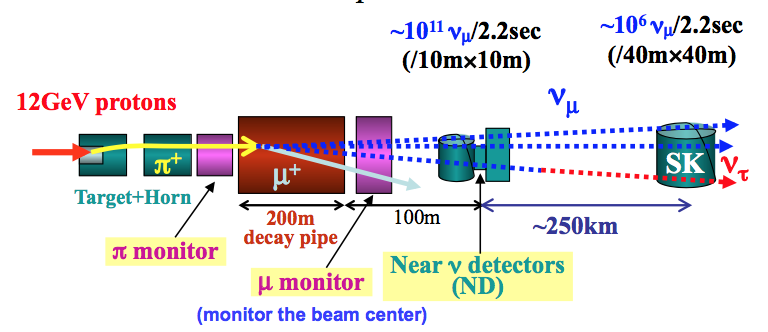 ~10¹¹ νμ/2.2sec
(/10m×10m)
~10⁶ νμ/2.2sec
(/40m×40m)
12GeV protons
νμ
π⁺
μ⁺
SK
ντ
Target+Horn
200m
decay pipe
100m
~250km
π monitor
μ monitor
(monitor the beam center)
Near ν detectors
(ND)